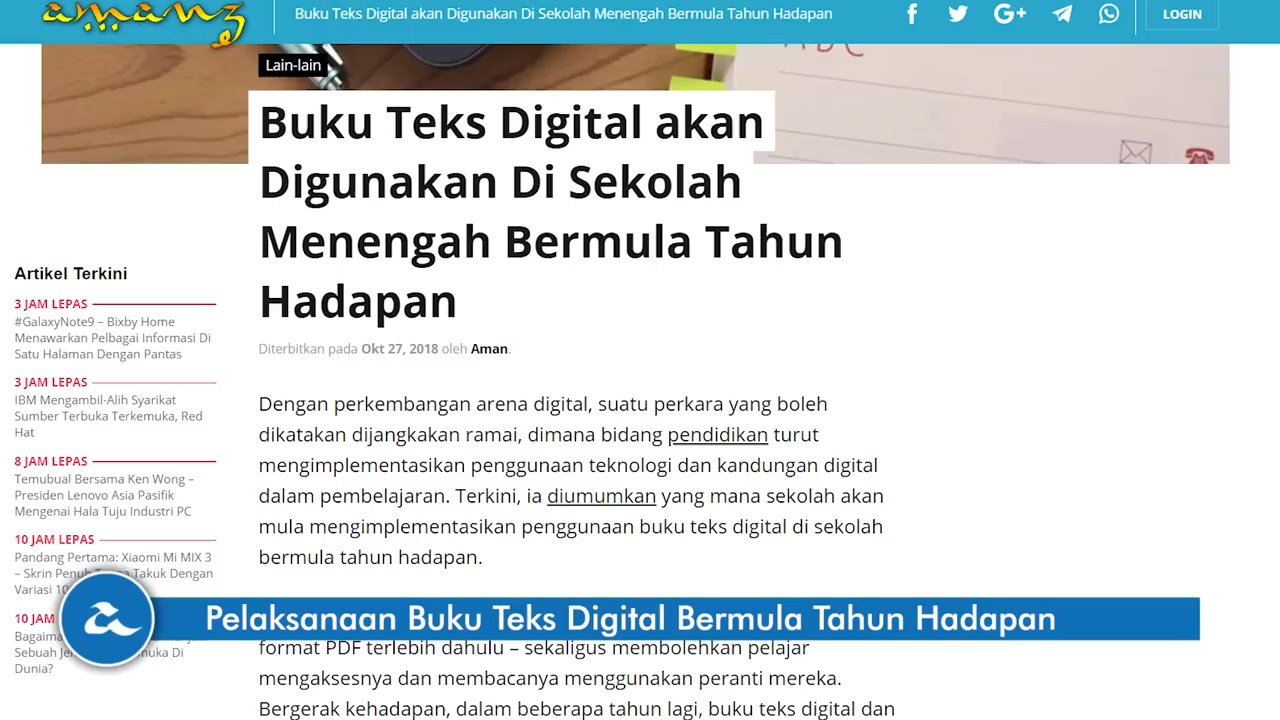 amanz
Buku Teks Digital akan Digunakan Di Sekolah Menengah Bermula Tahun Hadapan
LOGIN
ABC
Lain-lain
Buku Teks Digital akan
Digunakan Di Sekolah
Menengah Bermula Tahun
Hadapan
Diterbitkan pada Okt 27, 2018 oleh Aman.
Dengan perkembangan arena digital, suatu perkara yang boleh
dikatakan dijangkakan ramai, dimana bidang pendidikan turut
mengimplementasikan penggunaan teknologi dan kandungan digital
dalam pembelajaran. Terkini, ia diumumkan yang mana sekolah akan
mula mengimplementasikan penggunaan buku teks digital di sekolah
bermula tahun hadapan.
format PDF terlebih dahulu – sekaligus membolehkan pelajar
mengaksesnya dan membacanya menggunakan peranti mereka.
Bergerak kehadapan, dalam beberapa tahun lagi, buku teks digital dan
Artikel Terkini
3 JAM LEPAS
#GalaxyNote9 – Bixby Home
Menawarkan Pelbagai Informasi Di
Satu Halaman Dengan Pantas
3 JAM LEPAS
IBM Mengambil-Alih Syarikat
Sumber Terbuka Terkemuka, Red
Hat
8 JAM LEPAS
Temubual Bersama Ken Wong –
Presiden Lenovo Asia Pasifik
Mengenai Hala Tuju Industri PC
10 JAM LEPAS
Pandang Pertama: Xiaomi Mi MIX 3
– Skrin Penuh Takuk Dengan
Variasi
10 JAM
Sebuah Di
Dunia?
Pelaksanaan Buku Teks Digital Bermula Tahun Hadapan